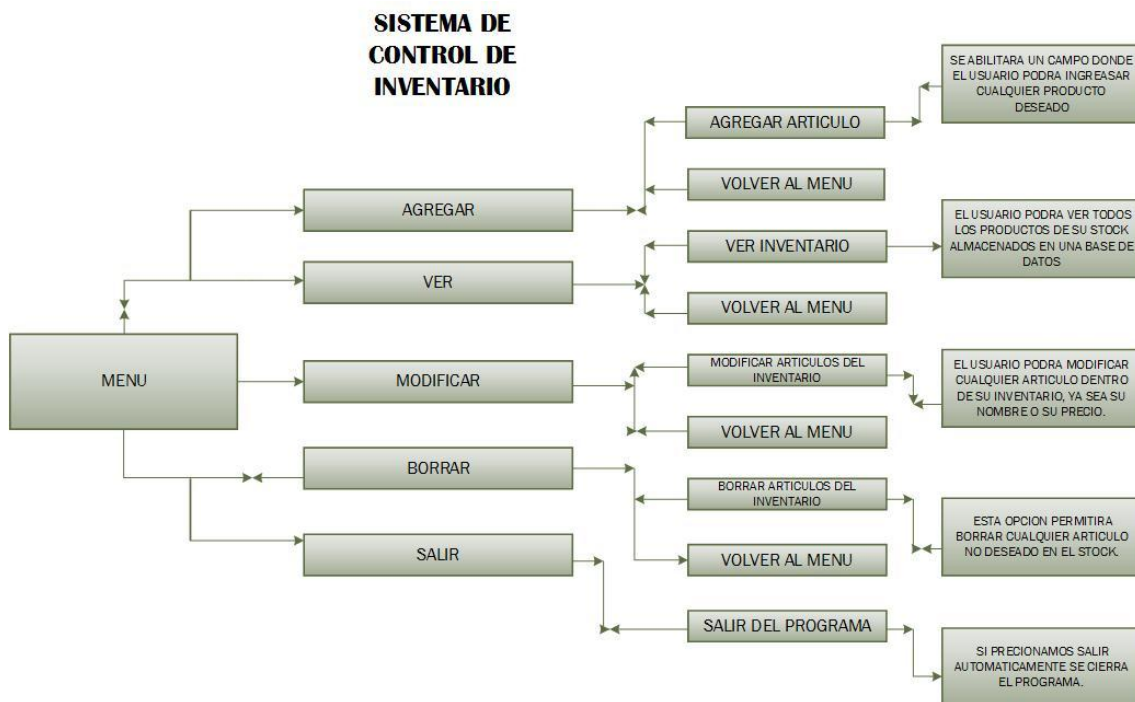 SISTEMA DE
CONTROL DE
INVENTARIO
MENU
AGREGAR
VER
MODIFICAR
BORRAR
SALIR
AGREGAR ARTICULO
VOLVER AL MENU
VER INVENTARIO
VOLVER AL MENU
MODIFICAR ARTICULOS DEL
INVENTARIO
VOLVER AL MENU
BORRAR ARTICULOS DEL
INVENTARIO
VOLVER AL MENU
SALIR DEL PROGRAMA
SE ABILITARA UN CAMPO DONDE
EL USUARIO PODRA INGREASAR
CUALQUIER PRODUCTO
DESEADO
EL USUARIO PODRA VER TODOS
LOS PRODUCTOS DE SU STOCK
ALMACENADOS EN UNA BASE DE
DATOS
EL USUARIO PODRA MODIFICAR
CUALQUIER ARTICULO DENTRO
DE SU INVENTARIO, YA SEA SU
NOMBRE O SU PRECIO.
ESTA OPCION PERMITIRA
BORRAR CUALQUIER ARTICULO
NO DESEADO EN EL STOCK.
SI PRECIONAMOS SALIR
AUTOMATICAMENTE SE CIERRA
EL PROGRAMA.